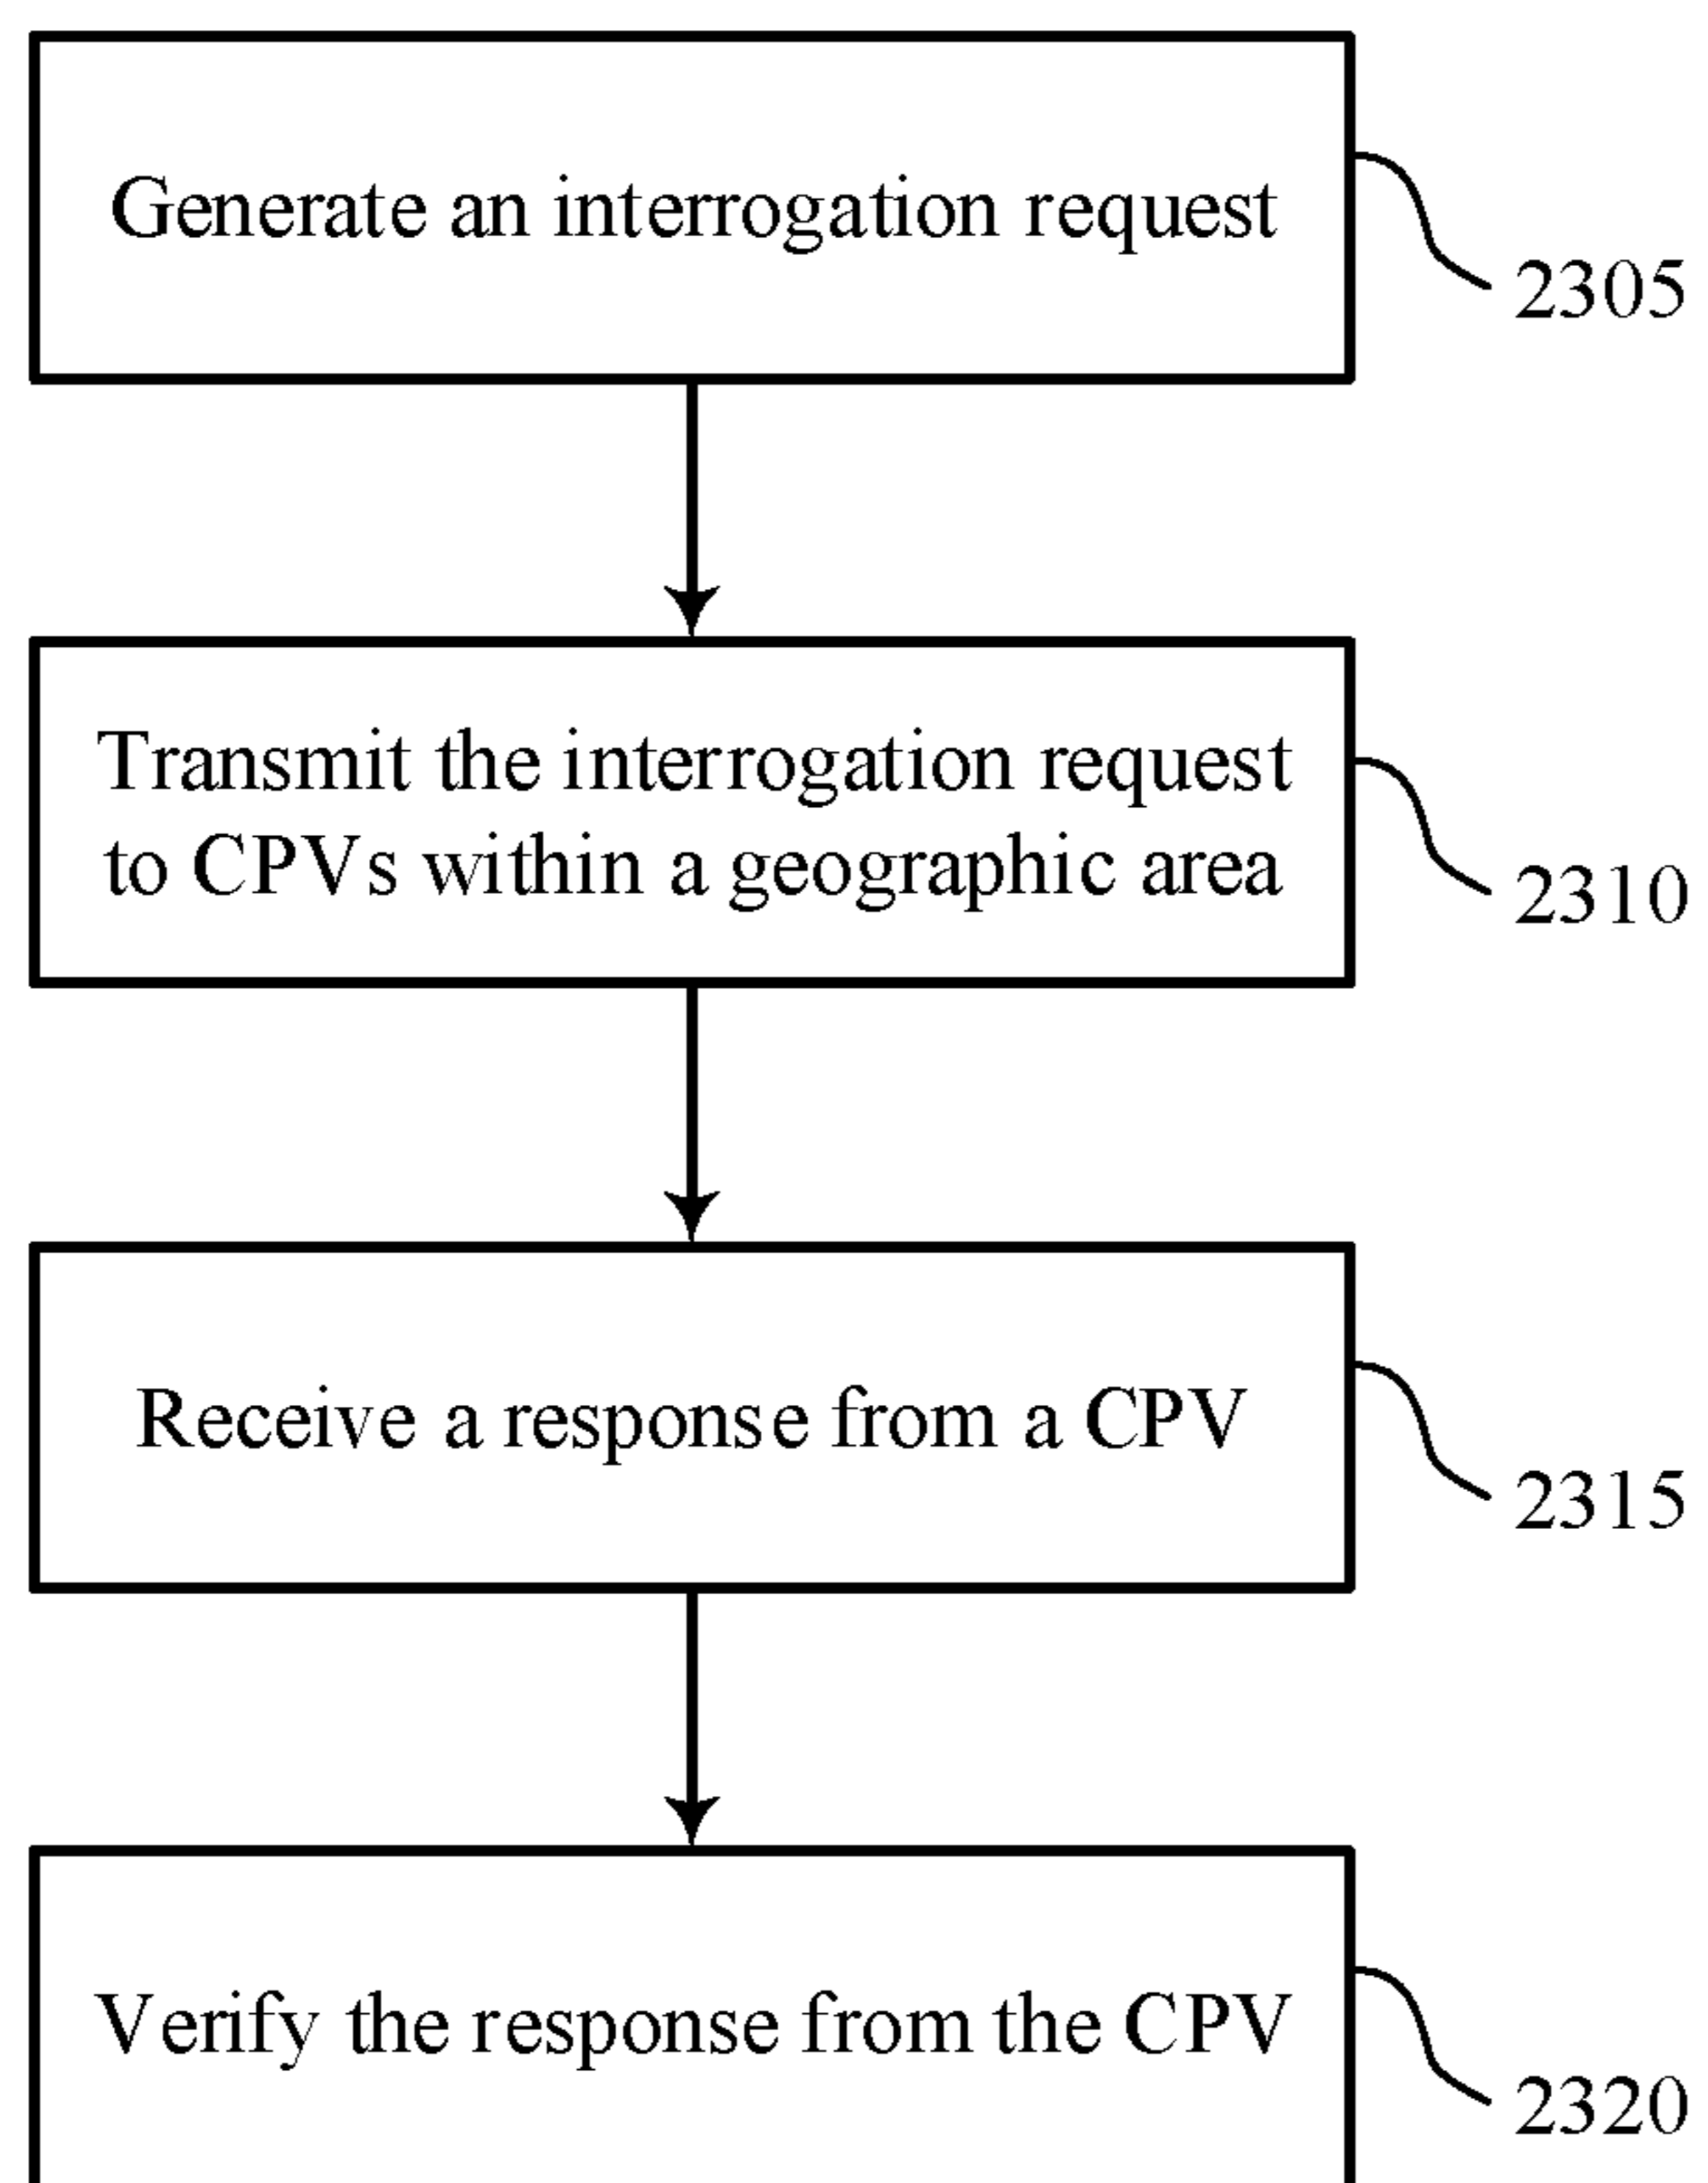 Generate an interrogation request
2305
Transmit the interrogation request
to CPVs within a geographic area
2310
Receive a response from a CPV
2315
Verify the response from the CPV
2320